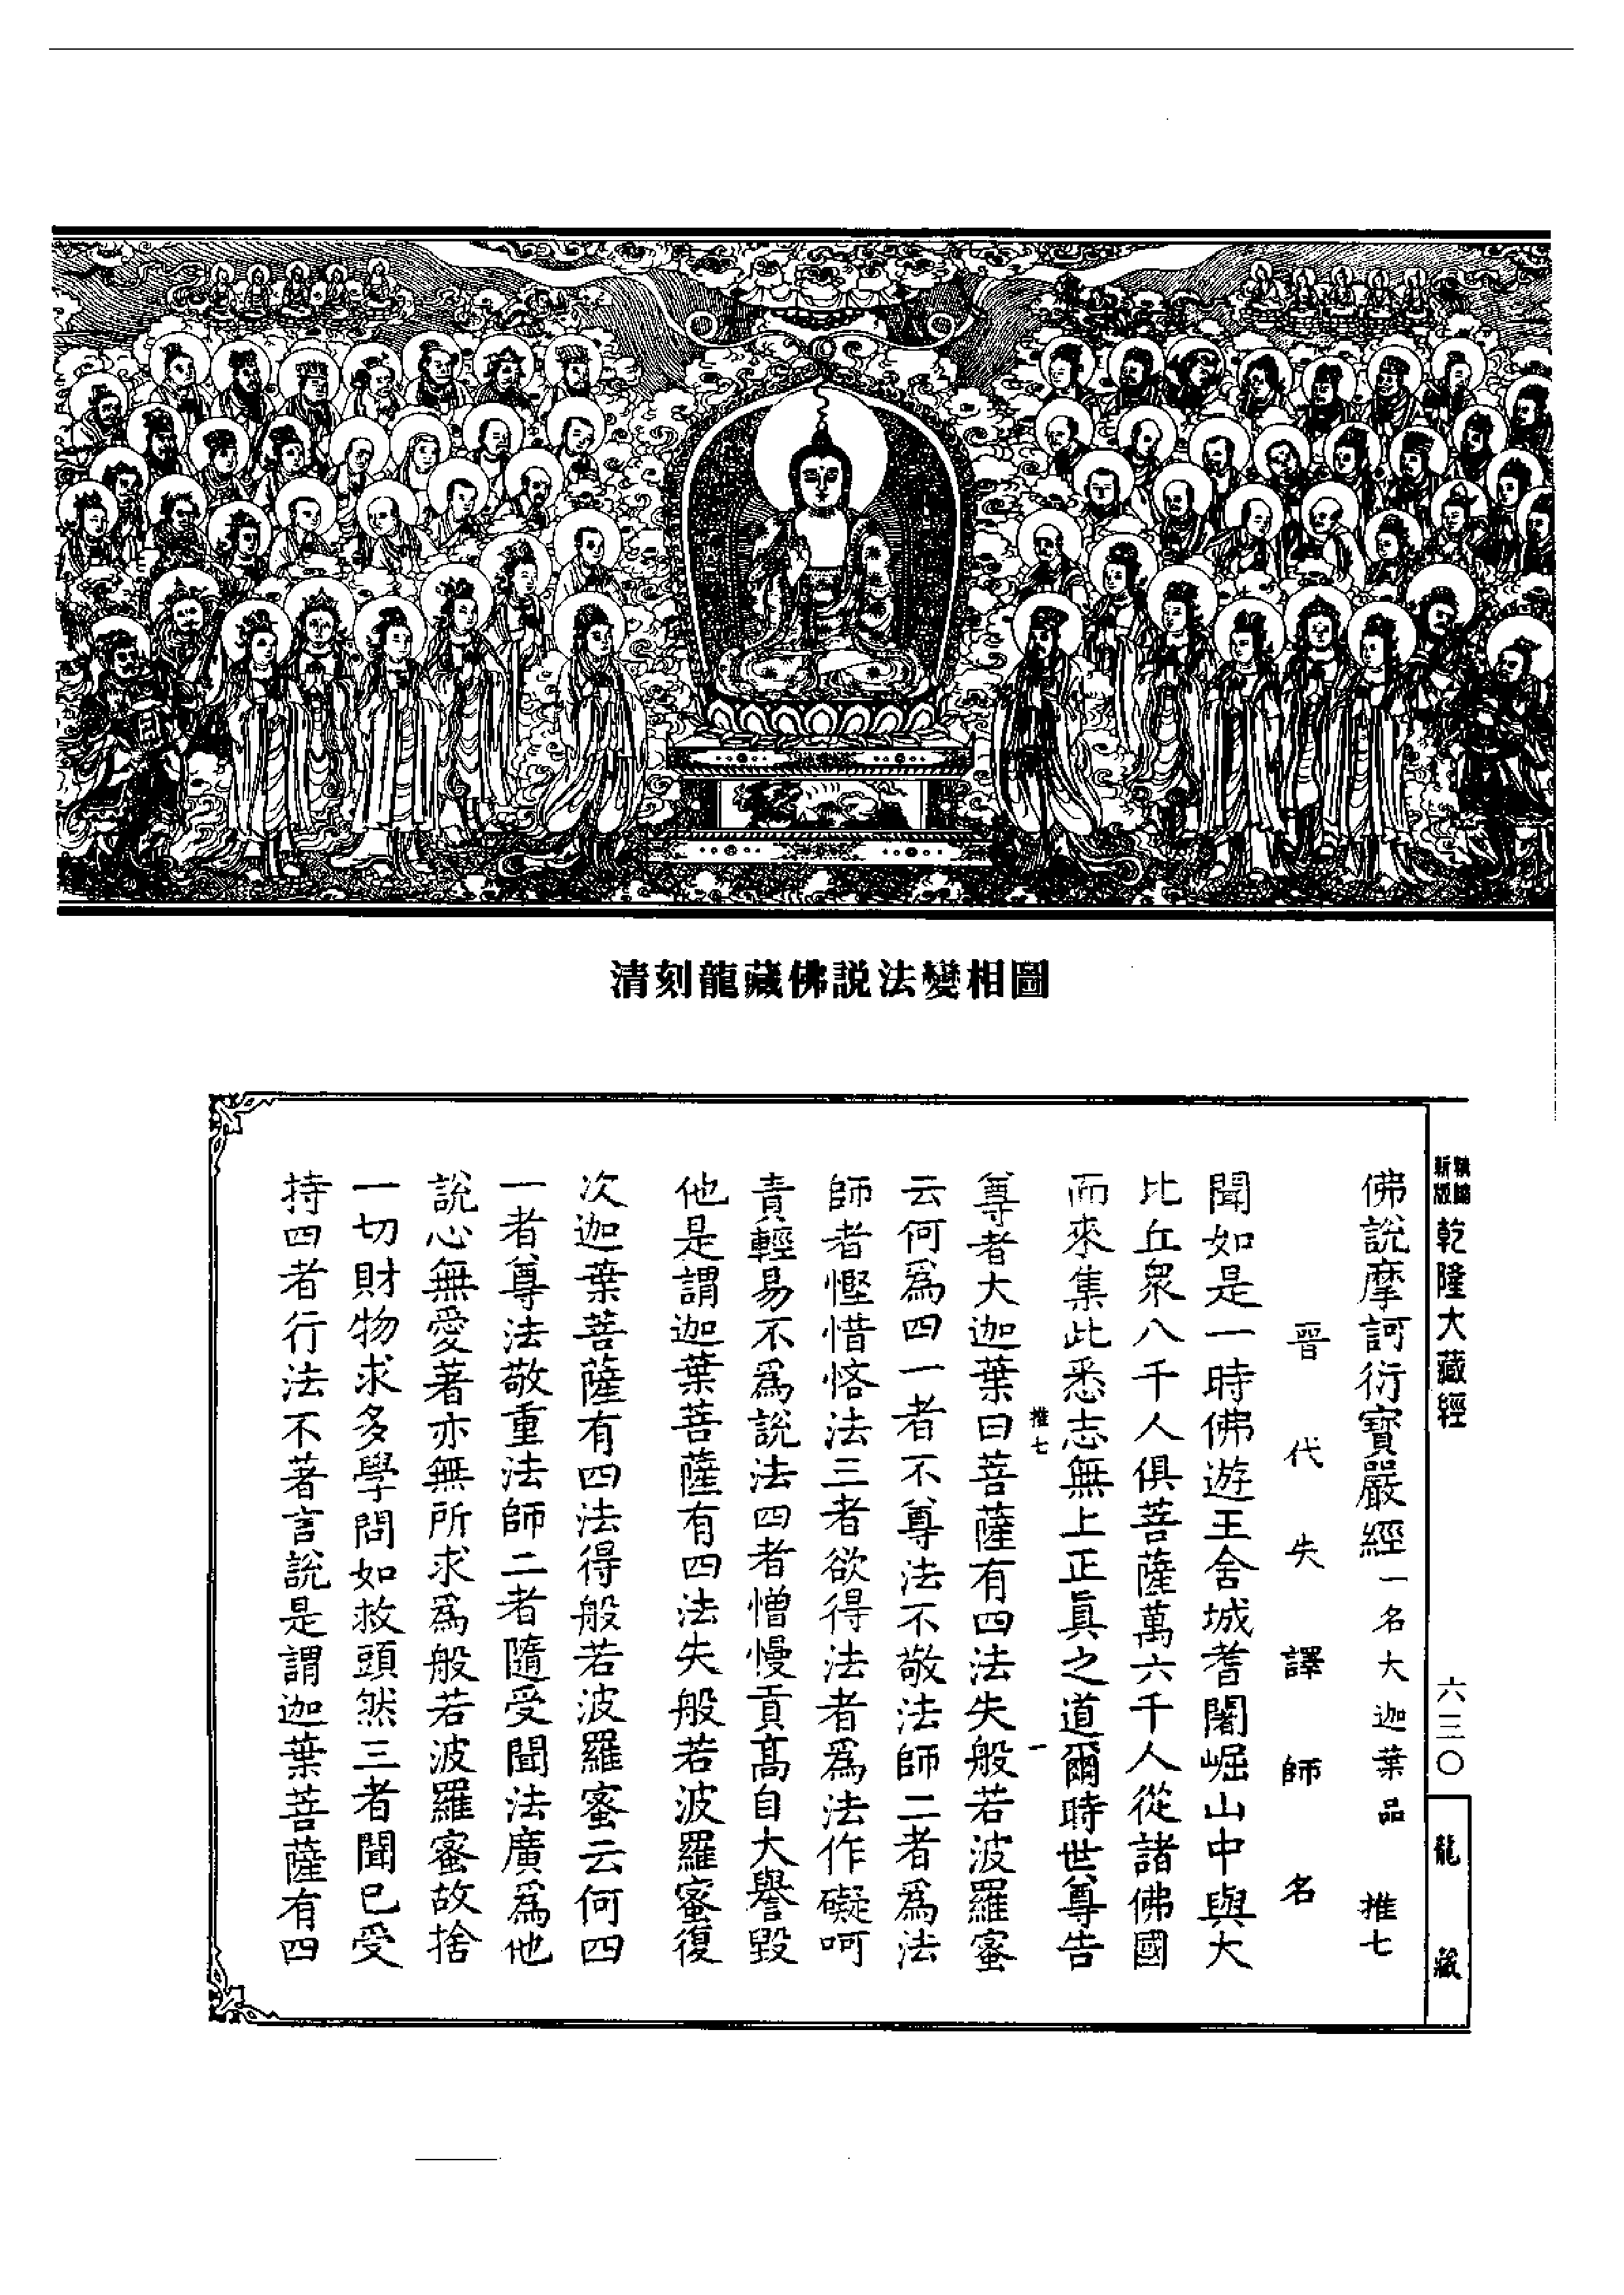 清刻龍藏佛説法變相圖
新版
乾隆大藏經
六三〇
龍藏
佛說摩訶衍寶嚴經一名大迦葉品 推七
晉代失譯師名
聞如是一時佛遊王舍城耆闍崛山中與大
比丘眾八千人俱菩薩萬六千人從諸佛國
而來集此悉志無上正眞之道爾時世尊告
推七 一
尊者大迦葉曰菩薩有四法失般若波羅蜜
云何爲四一者不尊法不敬法師二者爲法
師者慳惜悋法三者欲得法者爲法作礙呵
責輕易不爲說法四者憎慢貢高自大譽毀
他是謂迦葉菩薩有四法失般若波羅蜜復
次迦葉菩薩有四法得般若波羅蜜云何四
一者尊法敬重法師二者隨受聞法廣爲他
說心無愛著亦無所求爲般若波羅蜜故捨
一切財物求多學問如救頭然三者聞已受
持四者行法不著言說是謂迦葉菩薩有四